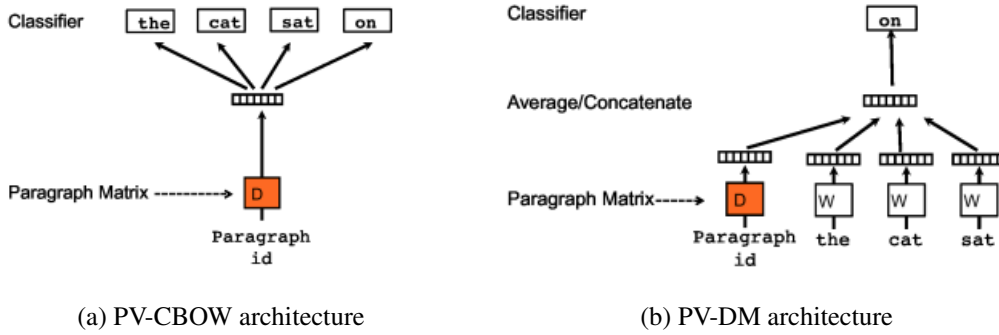 Classifier
the cat sat on
Paragraph Matrix
D
Paragraph
id
(a) PV-CBOW architecture
on
Average/Concatenate
Paragraph Matrix
D W W W
Paragraph the cat sat
id
(b) PV-DM architecture